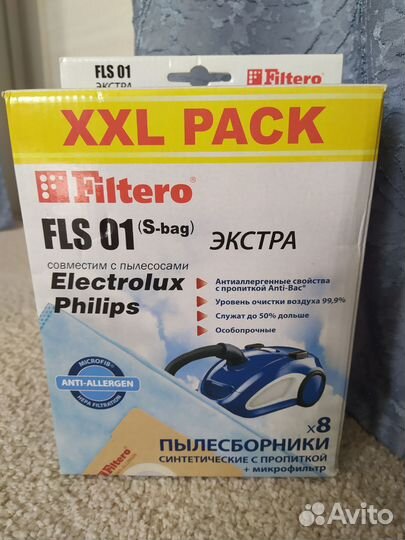 FLS 01
ЭКСТРА
Filtero
XXL PACK
Filtero®
FLS 01 (S-bag) ЭКСТРА
совместим с пылесосами
Electrolux
Philips
Антиаллергенные свойства
с пропиткой Anti-Bac®
Уровень очистки воздуха 99,9%
Служат до 50% дольше
Особопрочные
MICROFIB®
ANTI-ALLERGEN
HEPA FILTRATION
x8
ПЫЛЕСБОРНИКИ
СИНТЕТИЧЕСКИЕ С ПРОПИТКОЙ
+ микрофильтр
Avito